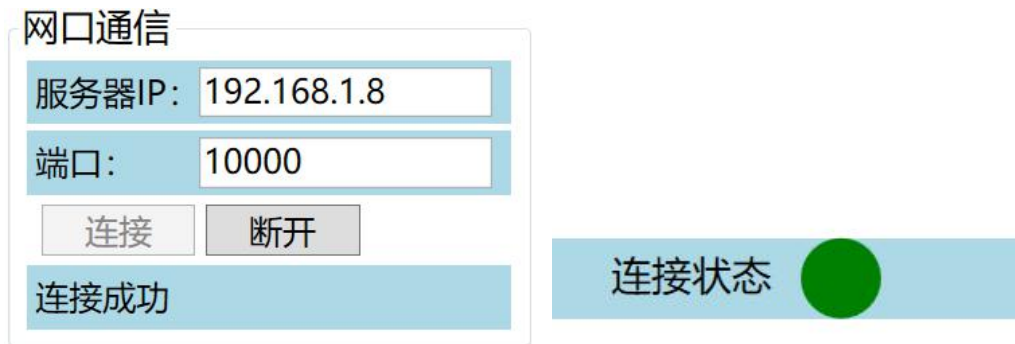 网口通信
服务器IP： 192.168.1.8
端口： 10000
连接 断开
连接成功
连接状态